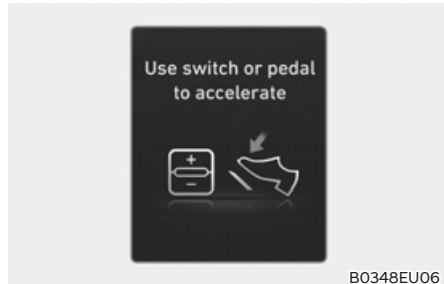 Use switch or pedal
to accelerate
+
−
B0348EU06